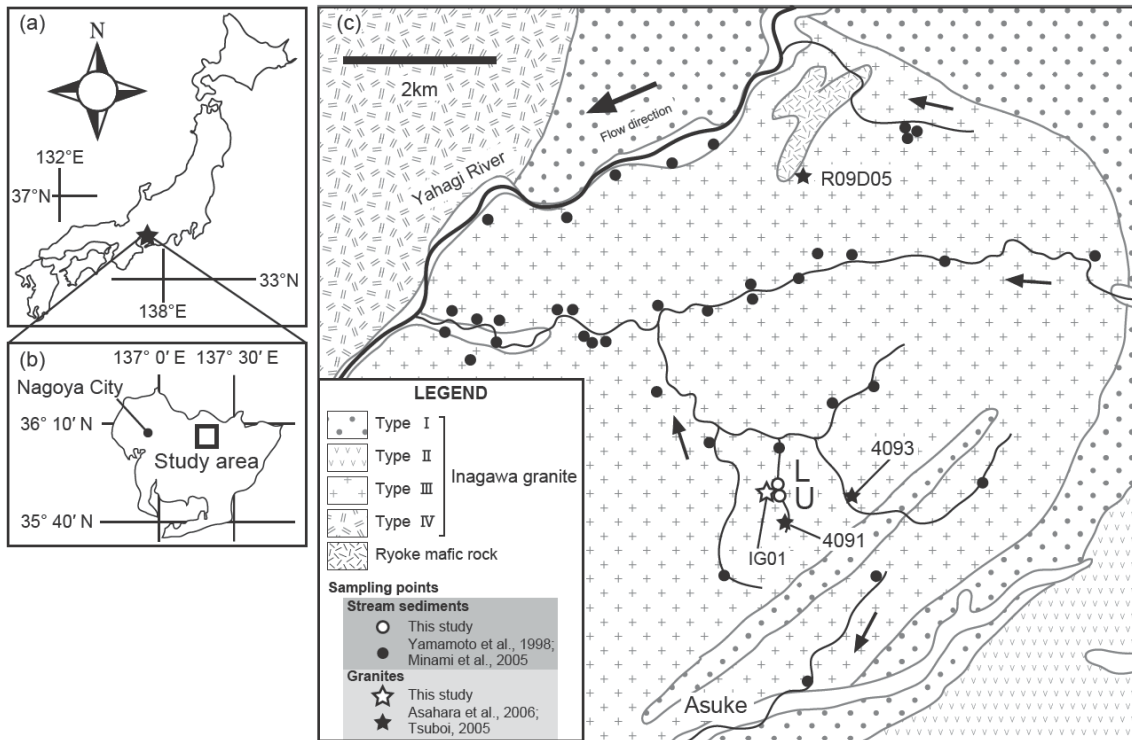 (a)
N
132°E
37°N
33°N
138°E
(b)
137° 0′ E
137° 30′ E
Nagoya City
36° 10′ N
Study area
35° 40′ N
(c)
2km
Flow direction
Yahagi River
R09D05
4093
L
U
4091
IG01
Asuke
LEGEND
Type I
Type II
Type III
Type IV
Inagawa granite
Ryoke mafic rock
Sampling points
Stream sediments
This study
Yamamoto et al., 1998;
Minami et al., 2005
Granites
This study
Asahara et al., 2006;
Tsuboi, 2005